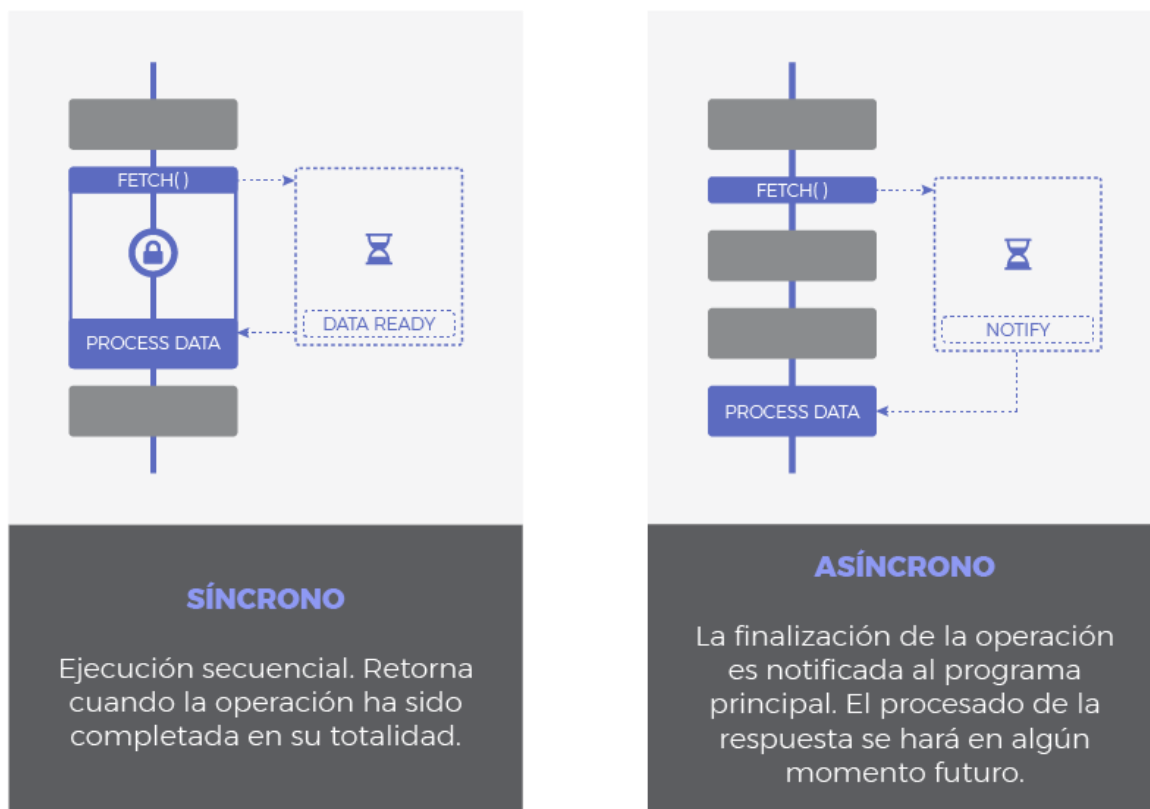 FETCH( )
DATA READY
PROCESS DATA
SÍNCRONO
Ejecución secuencial. Retorna
cuando la operación ha sido
completada en su totalidad.
FETCH( )
NOTIFY
PROCESS DATA
ASÍNCRONO
La finalización de la operación
es notificada al programa
principal. El procesado de la
respuesta se hará en algún
momento futuro.